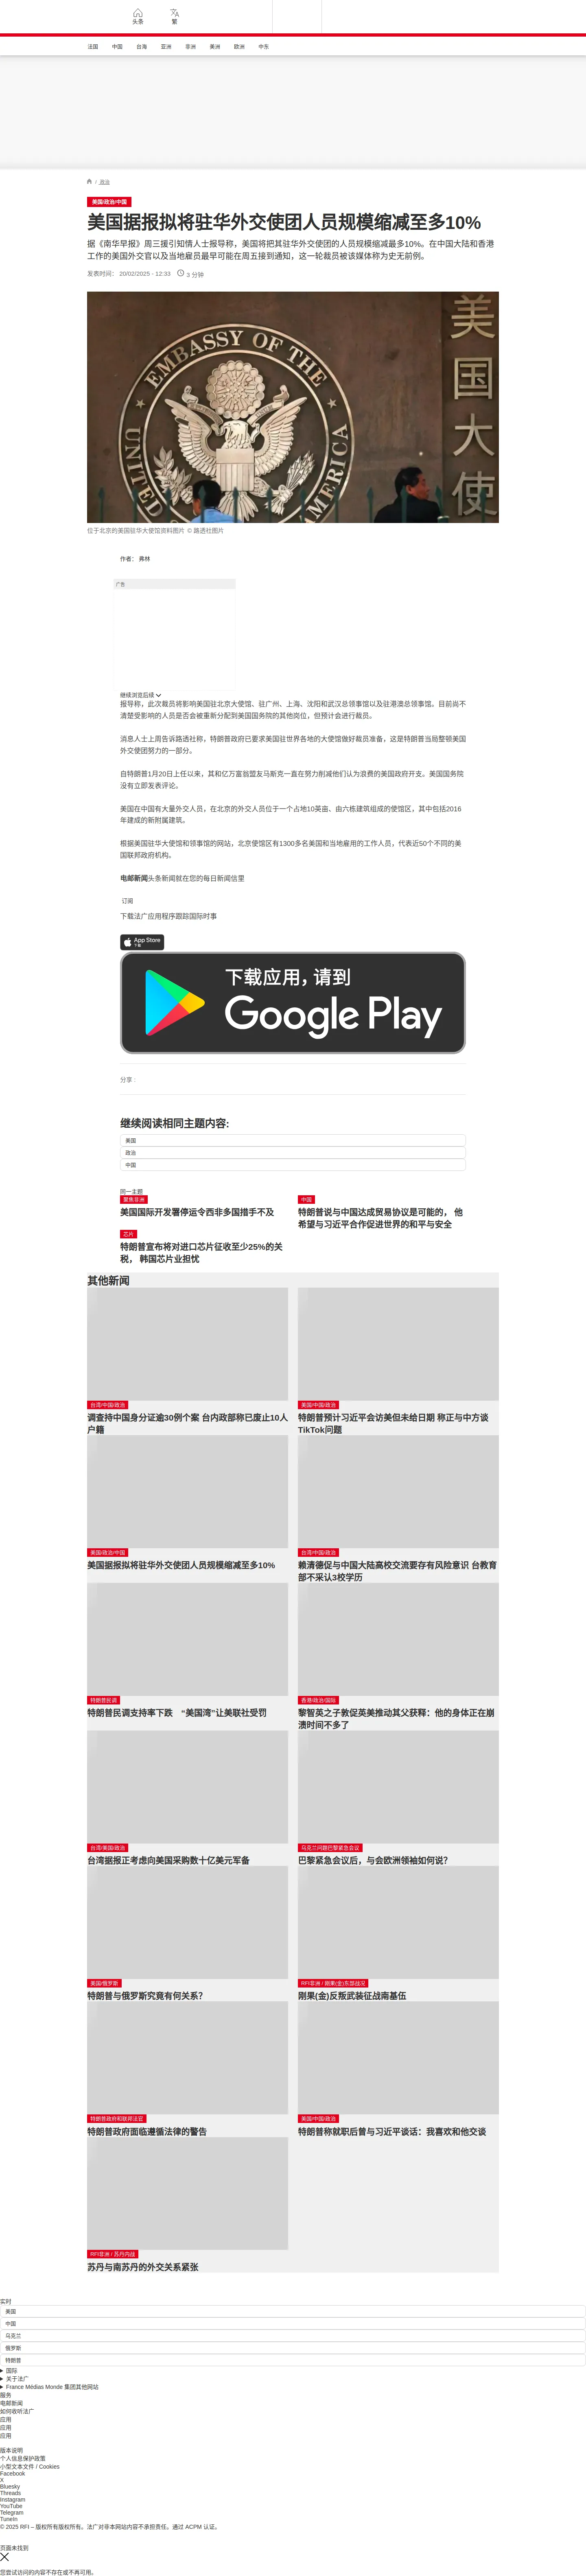 头条
繁
法国
中国
台海
亚洲
非洲
美洲
欧洲
中东
/ 政治
美国/政治/中国
美国据报拟将驻华外交使团人员规模缩减至多10%
据《南华早报》周三援引知情人士报导称，美国将把其驻华外交使团的人员规模缩减最多10%。在中国大陆和香港
工作的美国外交官以及当地雇员最早可能在周五接到通知，这一轮裁员被该媒体称为史无前例。
发表时间： 20/02/2025 - 12:33
3 分钟
EMBASSY OF THE
UNITED
美国大使
位于北京的美国驻华大使馆资料图片 © 路透社图片
作者： 弗林
广告
继续浏览后续
报导称，此次裁员将影响美国驻北京大使馆、驻广州、上海、沈阳和武汉总领事馆以及驻港澳总领事馆。目前尚不
清楚受影响的人员是否会被重新分配到美国国务院的其他岗位，但预计会进行裁员。
消息人士上周告诉路透社称，特朗普政府已要求美国驻世界各地的大使馆做好裁员准备，这是特朗普当局整顿美国
外交使团努力的一部分。
自特朗普1月20日上任以来，其和亿万富翁盟友马斯克一直在努力削减他们认为浪费的美国政府开支。美国国务院
没有立即发表评论。
美国在中国有大量外交人员，在北京的外交人员位于一个占地10英亩、由六栋建筑组成的使馆区，其中包括2016
年建成的新附属建筑。
根据美国驻华大使馆和领事馆的网站，北京使馆区有1300多名美国和当地雇用的工作人员，代表近50个不同的美
国联邦政府机构。
电邮新闻头条新闻就在您的每日新闻信里
订阅
下载法广应用程序跟踪国际时事
App Store
下载
下载应用，请到
Google Play
分享 :
继续阅读相同主题内容:
美国
政治
中国
同一主题
聚焦非洲
美国国际开发署停运令西非多国措手不及
中国
特朗普说与中国达成贸易协议是可能的， 他
希望与习近平合作促进世界的和平与安全
芯片
特朗普宣布将对进口芯片征收至少25%的关
税， 韩国芯片业担忧
其他新闻
台湾/中国/政治
调查持中国身分证逾30例个案 台内政部称已废止10人
户籍
美国/中国/政治
特朗普预计习近平会访美但未给日期 称正与中方谈
TikTok问题
美国/政治/中国
美国据报拟将驻华外交使团人员规模缩减至多10%
台湾/中国/政治
赖清德促与中国大陆高校交流要存有风险意识 台教育
部不采认3校学历
特朗普民调
特朗普民调支持率下跌　“美国湾”让美联社受罚
香港/政治/国际
黎智英之子敦促英美推动其父获释：他的身体正在崩
溃时间不多了
台湾/美国/政治
台湾据报正考虑向美国采购数十亿美元军备
乌克兰问题巴黎紧急会议
巴黎紧急会议后，与会欧洲领袖如何说？
美国/俄罗斯
特朗普与俄罗斯究竟有何关系？
RFI非洲 / 刚果(金)东部战况
刚果(金)反叛武装征战南基伍
特朗普政府和联邦法官
特朗普政府面临遵循法律的警告
美国/中国/政治
特朗普称就职后曾与习近平谈话：我喜欢和他交谈
RFI非洲 / 苏丹内战
苏丹与南苏丹的外交关系紧张
实时
美国
中国
乌克兰
俄罗斯
特朗普
国际
关于法广
France Médias Monde 集团其他网站
服务
电邮新闻
如何收听法广
应用
应用
应用
版本说明
个人信息保护政策
小型文本文件 / Cookies
Facebook
X
Bluesky
Threads
Instagram
YouTube
Telegram
TuneIn
© 2025 RFI – 版权所有版权所有。法广对非本网站内容不承担责任。通过 ACPM 认证。
页面未找到
您尝试访问的内容不存在或不再可用。